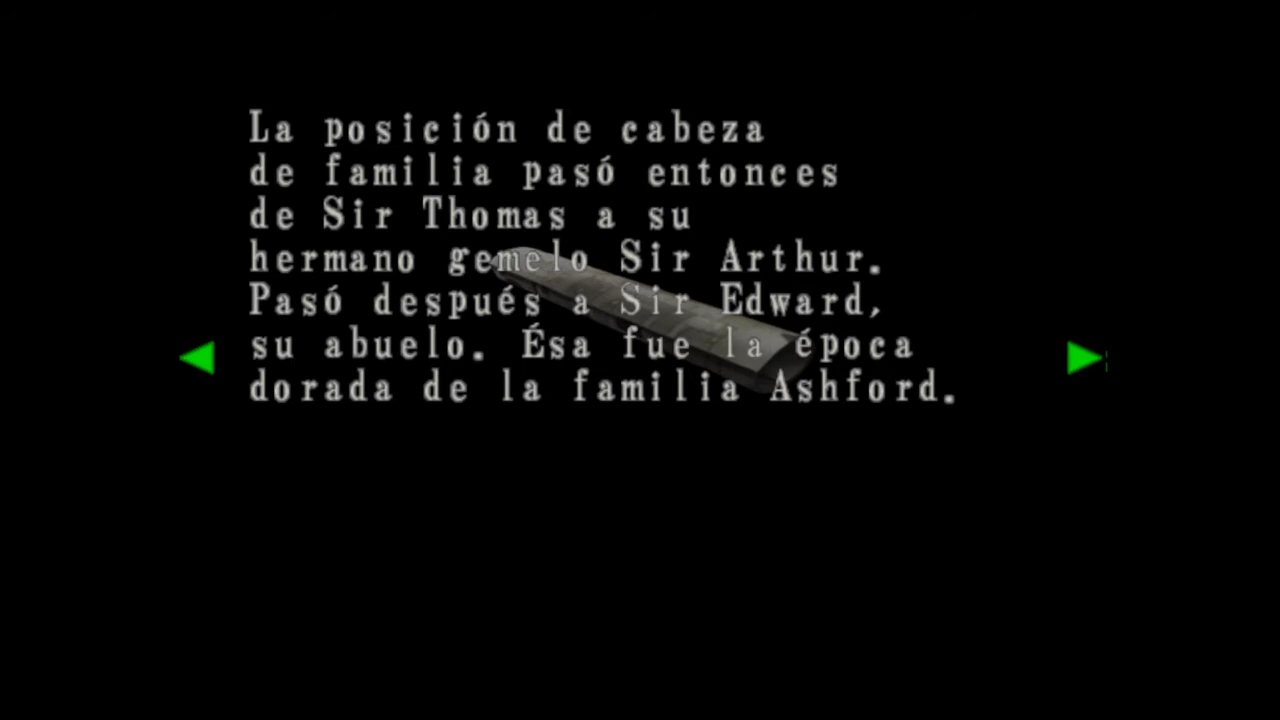 La posición de cabeza
de familia pasó entonces
de Sir Thomas a su
hermano gemelo Sir Arthur.
Pasó después a Sir Edward,
su abuelo. Ésa fue la época
dorada de la familia Ashford.